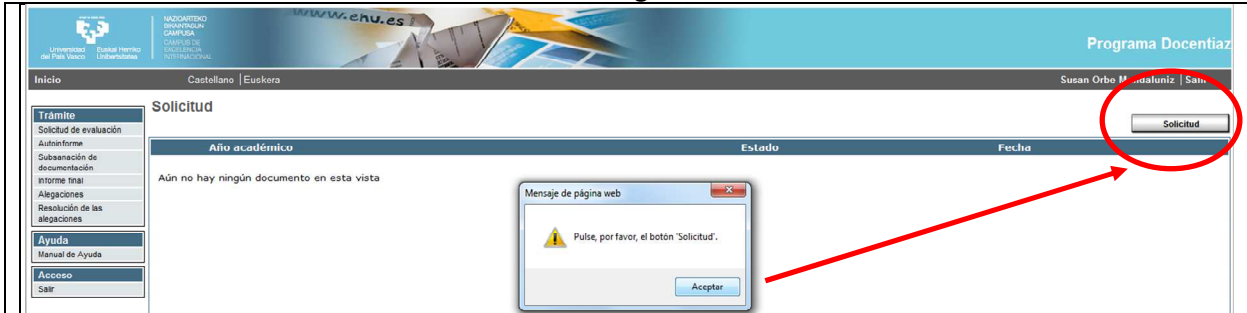 Universidad
del País Vasco
Euskal Herriko
Unibertsitatea
NAZIOARTEKO
BIKAINTASUN
CAMPUSA
CAMPUS DE
EXCELENCIA
INTERNACIONAL
www.ehu.es
Programa Docentiaz
Inicio
Castellano | Euskera
Susan Orbe | Salir
Trámite
Solicitud de evaluación
Autoinforme
Subsanación de
documentación
Informe final
Alegaciones
Resolución de las
alegaciones
Ayuda
Manual de Ayuda
Acceso
Salir
Solicitud
Solicitud
Año académico Estado Fecha
Aún no hay ningún documento en esta vista
Mensaje de página web
Pulse, por favor, el botón 'Solicitud'.
Aceptar